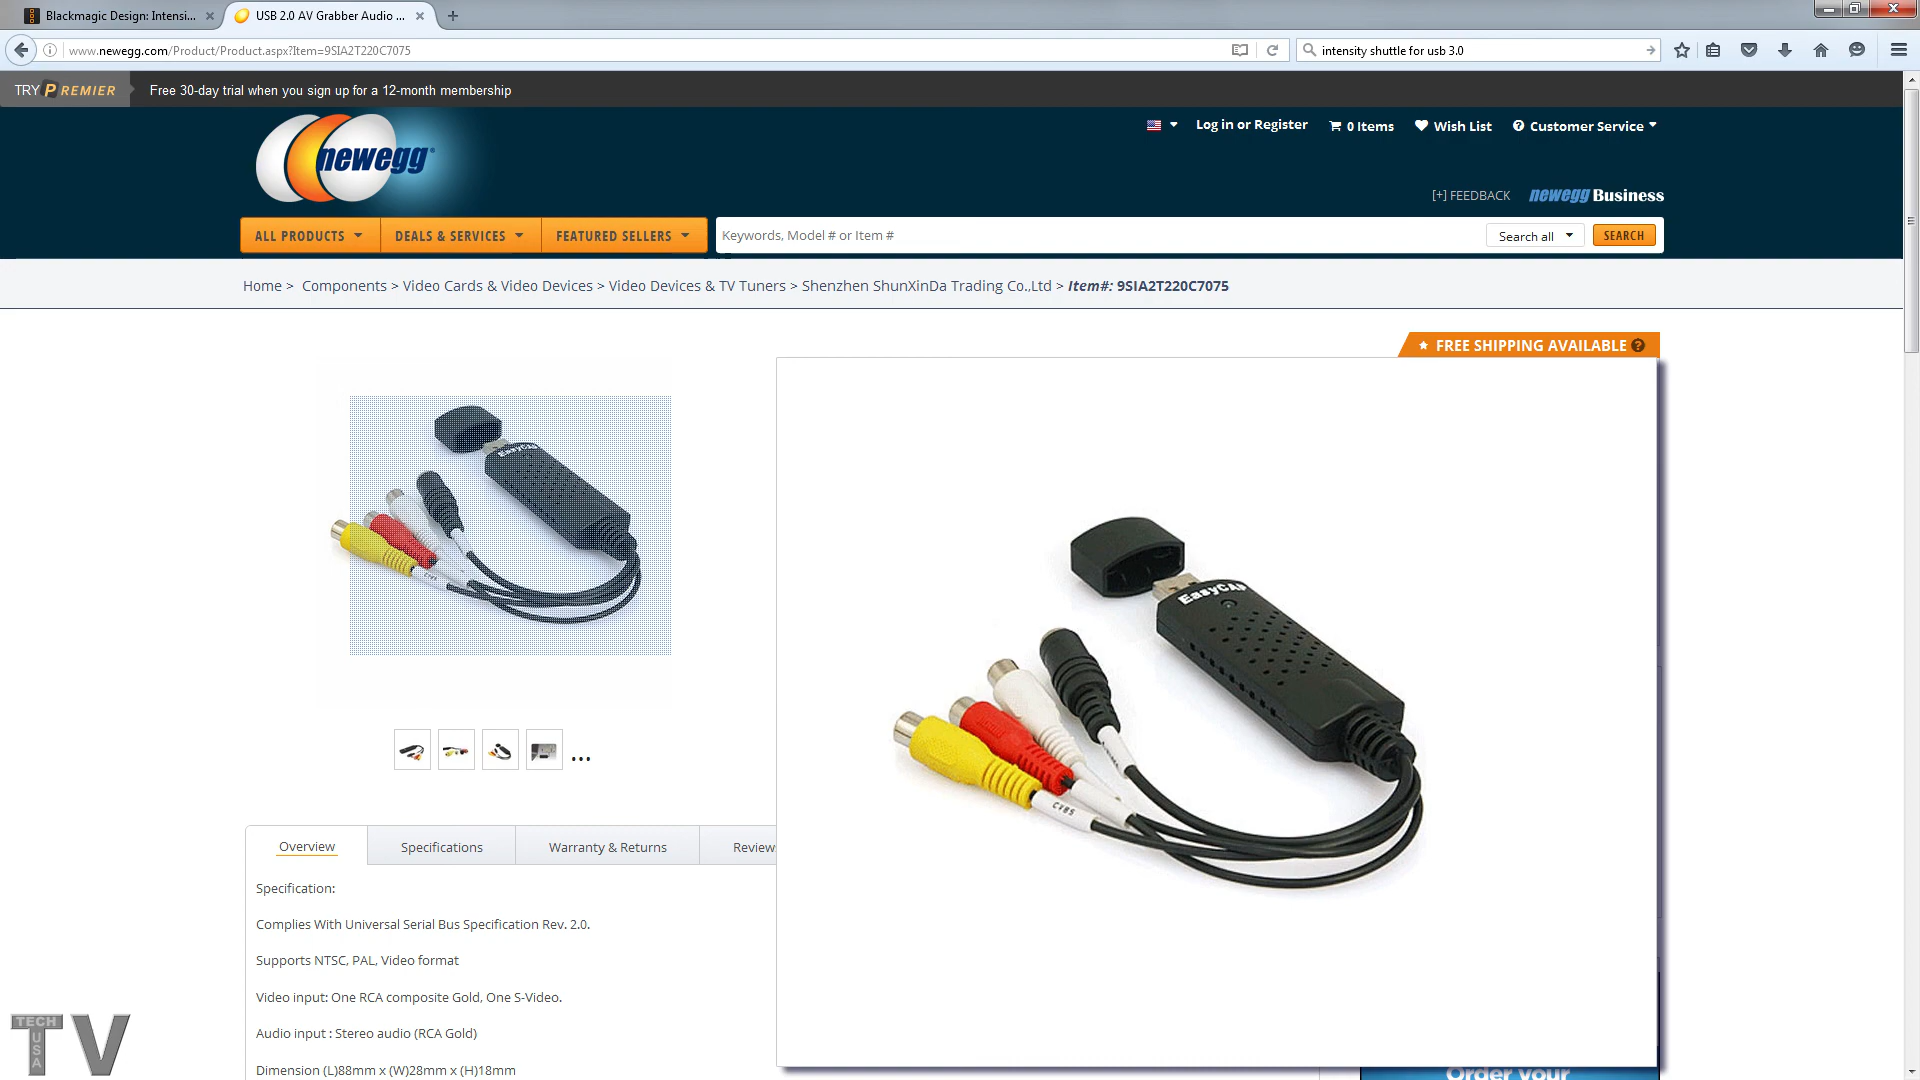 Blackmagic Design: Intensi...
USB 2.0 AV Grabber Audio ...
www.newegg.com/Product/Product.aspx?Item=9SIA2T220C7075
intensity shuttle for usb 3.0
TRY PREMIER
Free 30-day trial when you sign up for a 12-month membership
newegg
Log in or Register
0 Items
Wish List
Customer Service
[+] FEEDBACK
newegg Business
ALL PRODUCTS
DEALS & SERVICES
FEATURED SELLERS
Keywords, Model # or Item #
Search all
SEARCH
Home > Components > Video Cards & Video Devices > Video Devices & TV Tuners > Shenzhen ShunXinDa Trading Co.,Ltd > Item#: 9SIA2T220C7075
FREE SHIPPING AVAILABLE ?
EasyCAP
CVBS
EasyCAP
CVBS
...
Overview
Specifications
Warranty & Returns
Review
Specification:
Complies With Universal Serial Bus Specification Rev. 2.0.
Supports NTSC, PAL, Video format
Video input: One RCA composite Gold, One S-Video.
Audio input : Stereo audio (RCA Gold)
Dimension (L)88mm x (W)28mm x (H)18mm
Order your
TECH
USA
TV